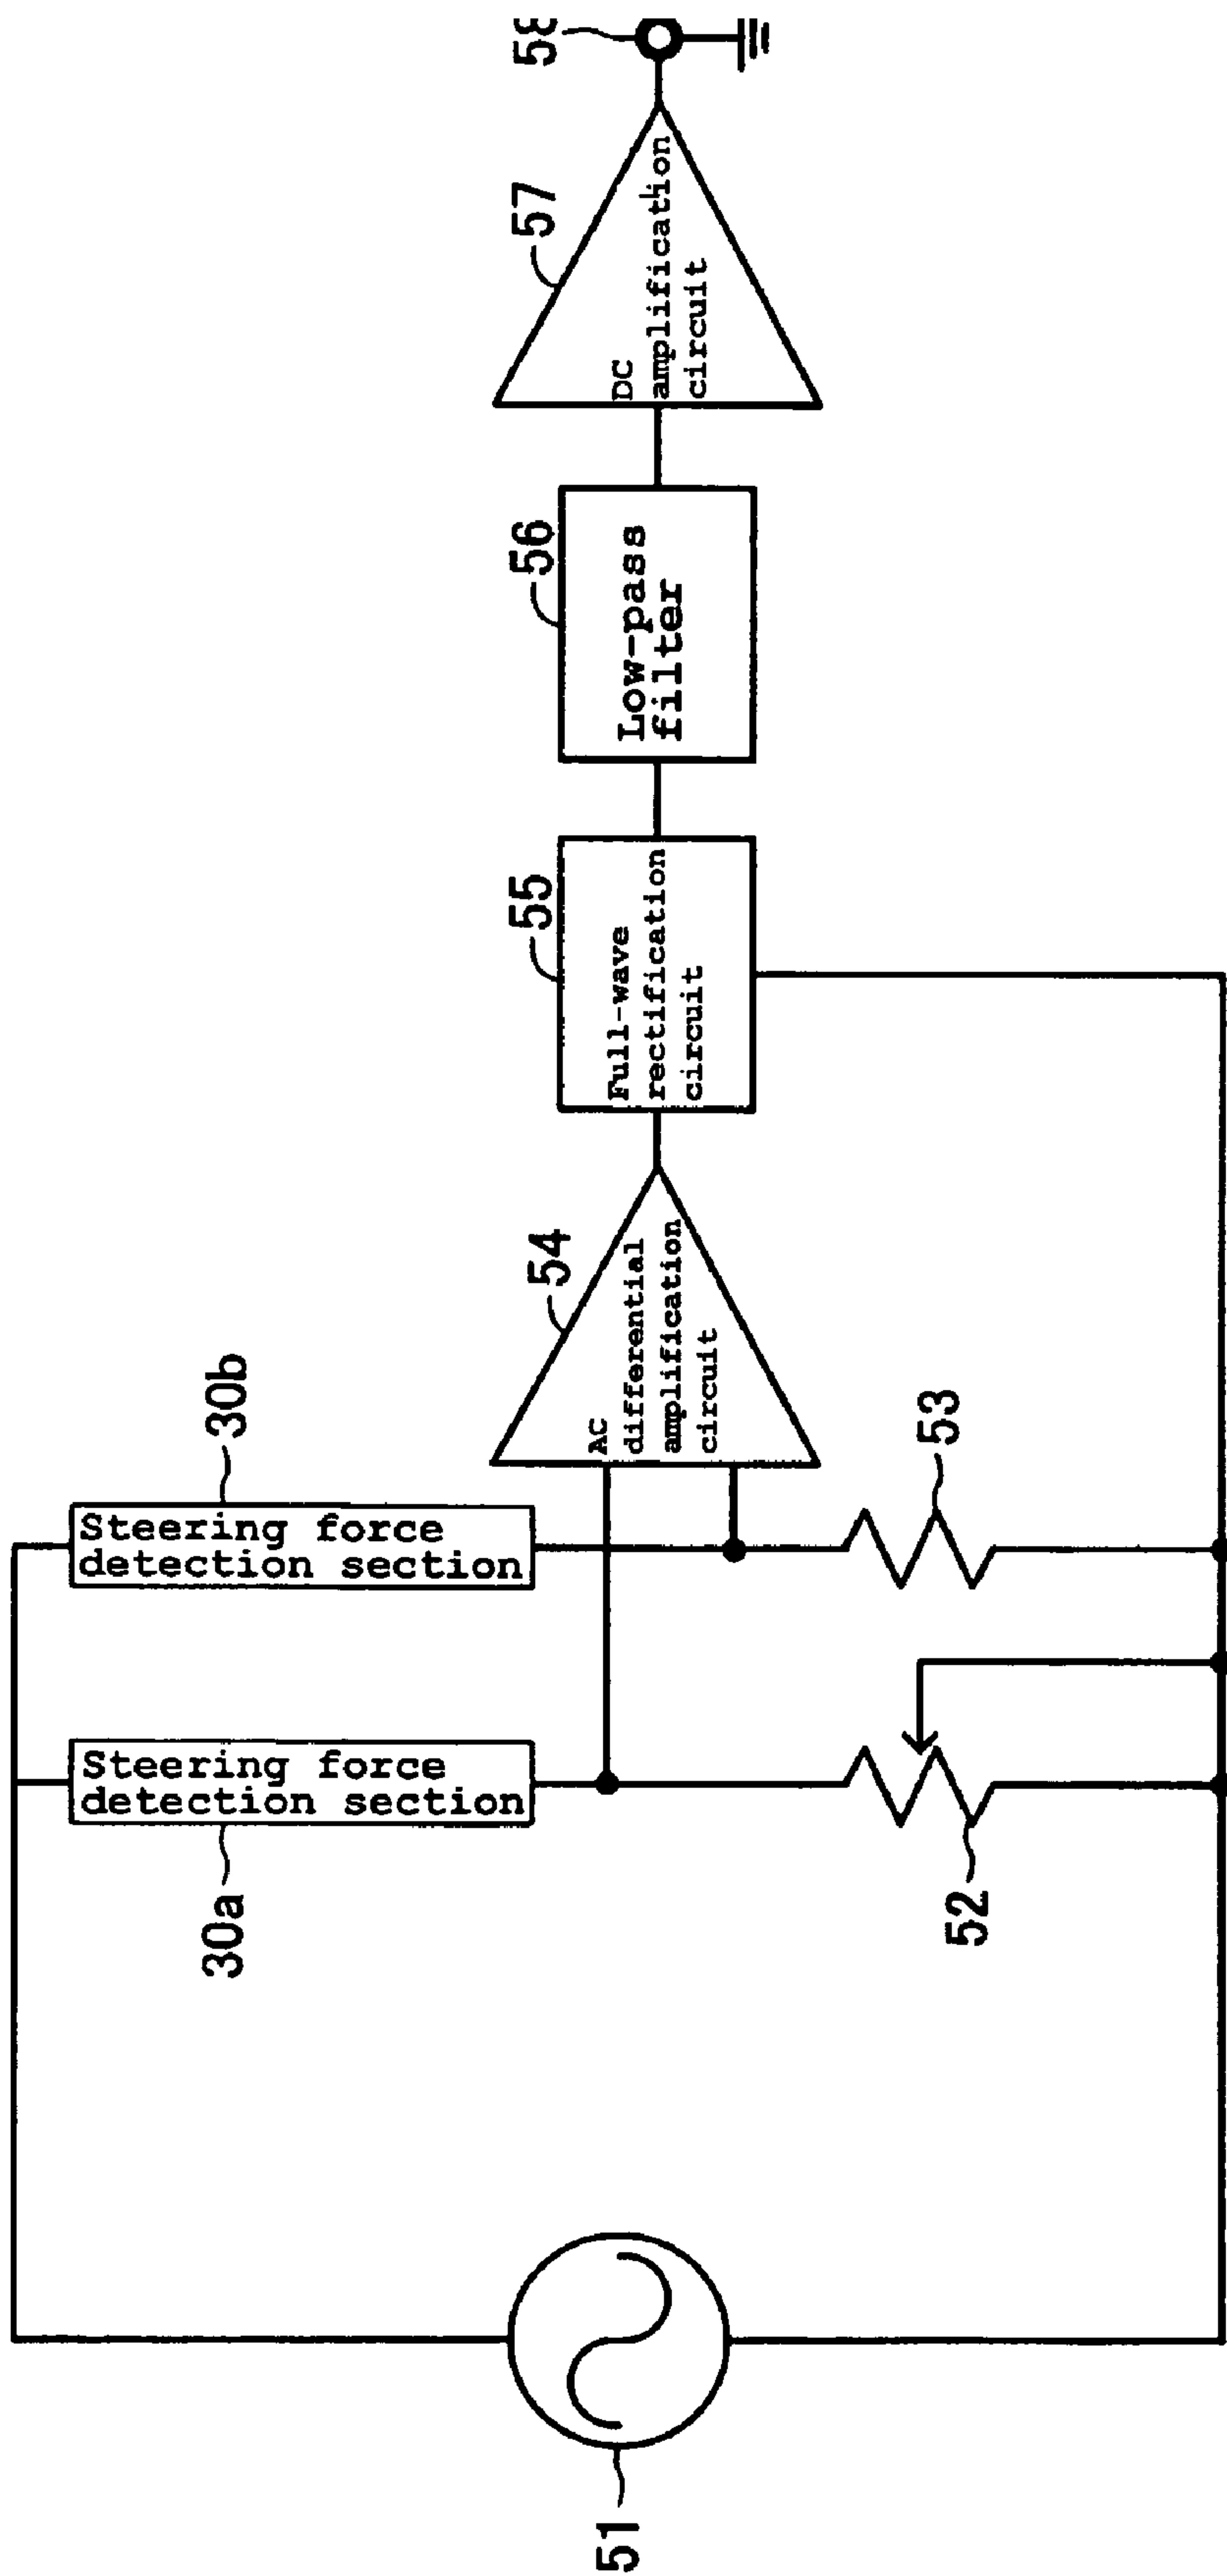 51
30a
Steering force
detection section
52
30b
Steering force
detection section
53
54
AC
differential
amplification
circuit
55
Full-wave
rectification
circuit
56
Low-pass
filter
57
DC
amplification
circuit
58